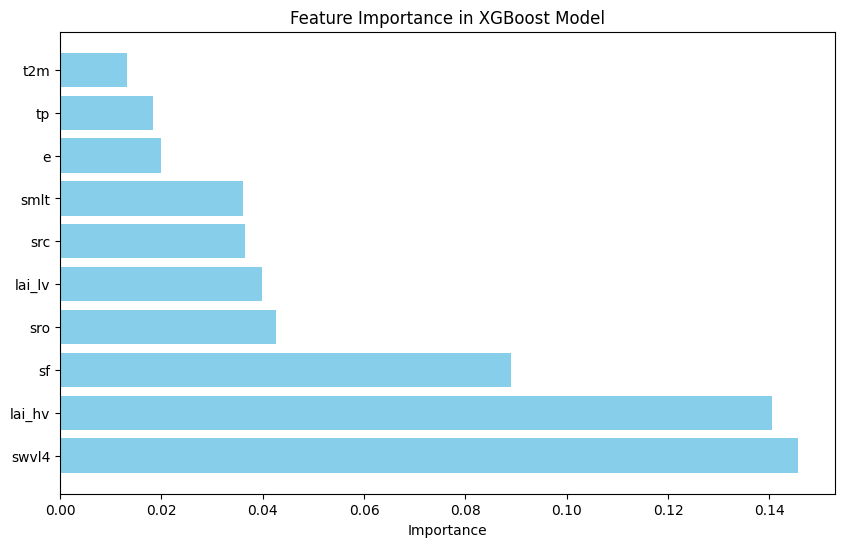 Feature Importance in XGBoost Model
t2m
tp
e
smlt
src
lai_lv
sro
sf
lai_hv
swvl4
0.00 0.02 0.04 0.06 0.08 0.10 0.12 0.14
Importance